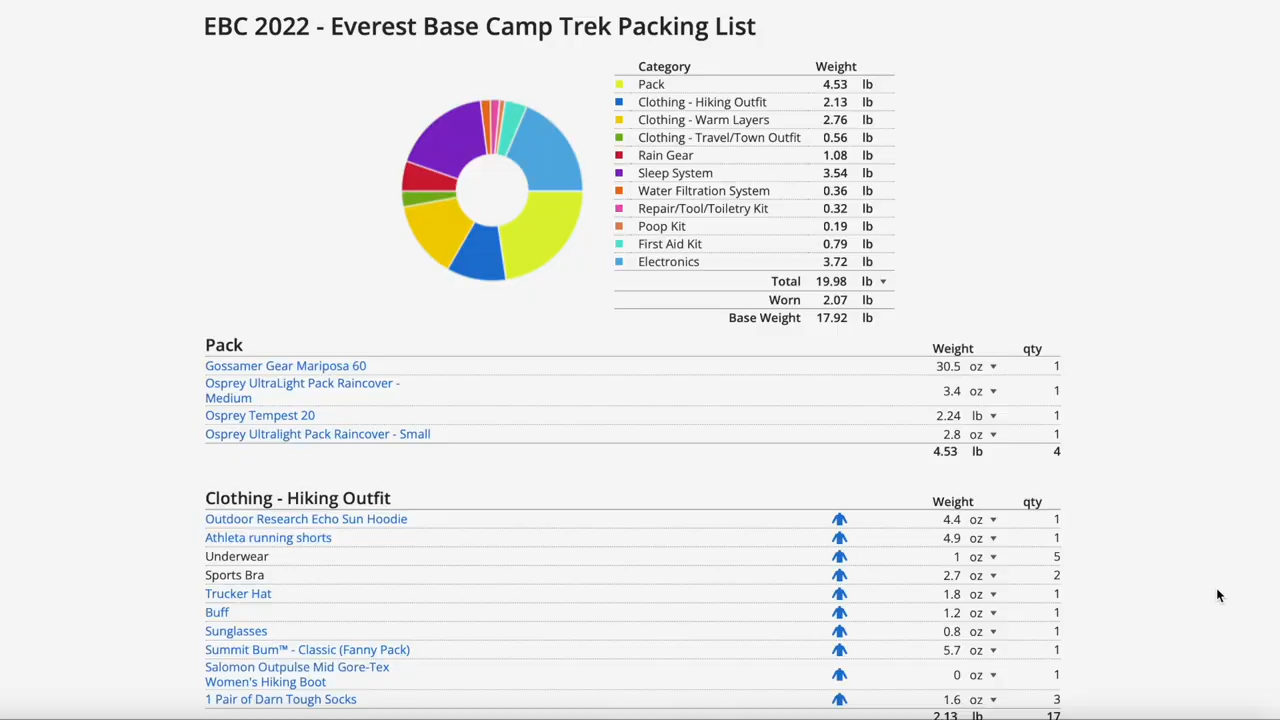 EBC 2022 - Everest Base Camp Trek Packing List
Category Weight
Pack 4.53 lb
Clothing - Hiking Outfit 2.13 lb
Clothing - Warm Layers 2.76 lb
Clothing - Travel/Town Outfit 0.56 lb
Rain Gear 1.08 lb
Sleep System 3.54 lb
Water Filtration System 0.36 lb
Repair/Tool/Toiletry Kit 0.32 lb
Poop Kit 0.19 lb
First Aid Kit 0.79 lb
Electronics 3.72 lb
Total 19.98 lb
Worn 2.07 lb
Base Weight 17.92 lb
Pack Weight qty
Gossamer Gear Mariposa 60 30.5 oz 1
Osprey UltraLight Pack Raincover -
Medium 3.4 oz 1
Osprey Tempest 20 2.24 lb 1
Osprey Ultralight Pack Raincover - Small 2.8 oz 1
4.53 lb 4
Clothing - Hiking Outfit Weight qty
Outdoor Research Echo Sun Hoodie 4.4 oz 1
Athleta running shorts 4.9 oz 1
Underwear 1 oz 5
Sports Bra 2.7 oz 2
Trucker Hat 1.8 oz 1
Buff 1.2 oz 1
Sunglasses 0.8 oz 1
Summit Bum™ - Classic (Fanny Pack) 5.7 oz 1
Salomon Outpulse Mid Gore-Tex
Women's Hiking Boot 0 oz 1
1 Pair of Darn Tough Socks 1.6 oz 3
2.13 lb 17